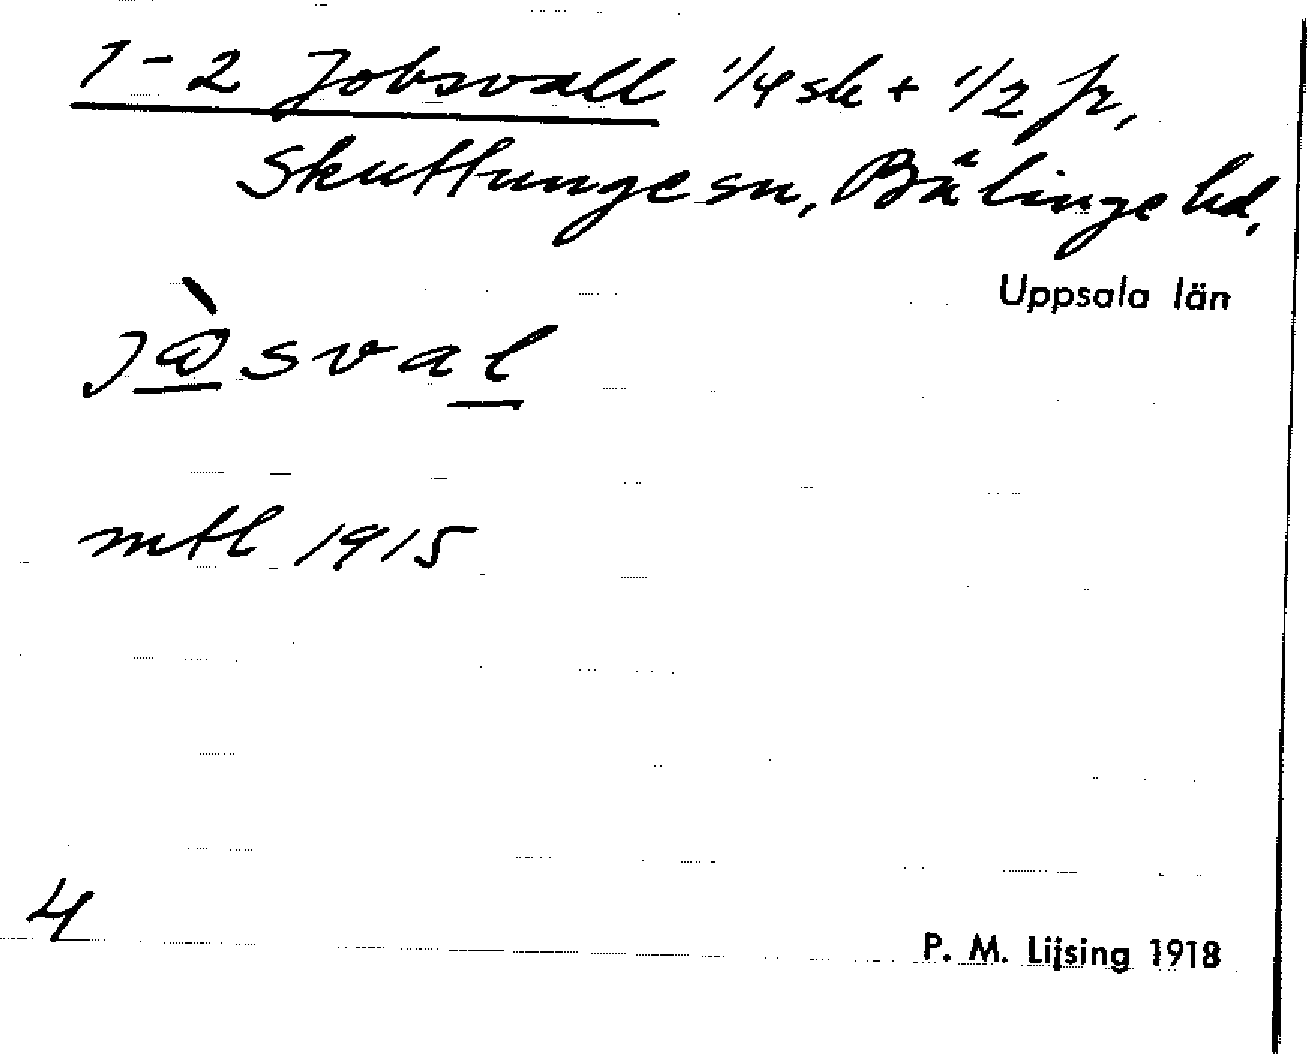 1-2 Jobsvall 1/4 sk + 1/2 fr,
Skuttunge sn, Bälinge hd,
Uppsala län
jòsval
mtl 1915
4
P. M. Lijsing 1918